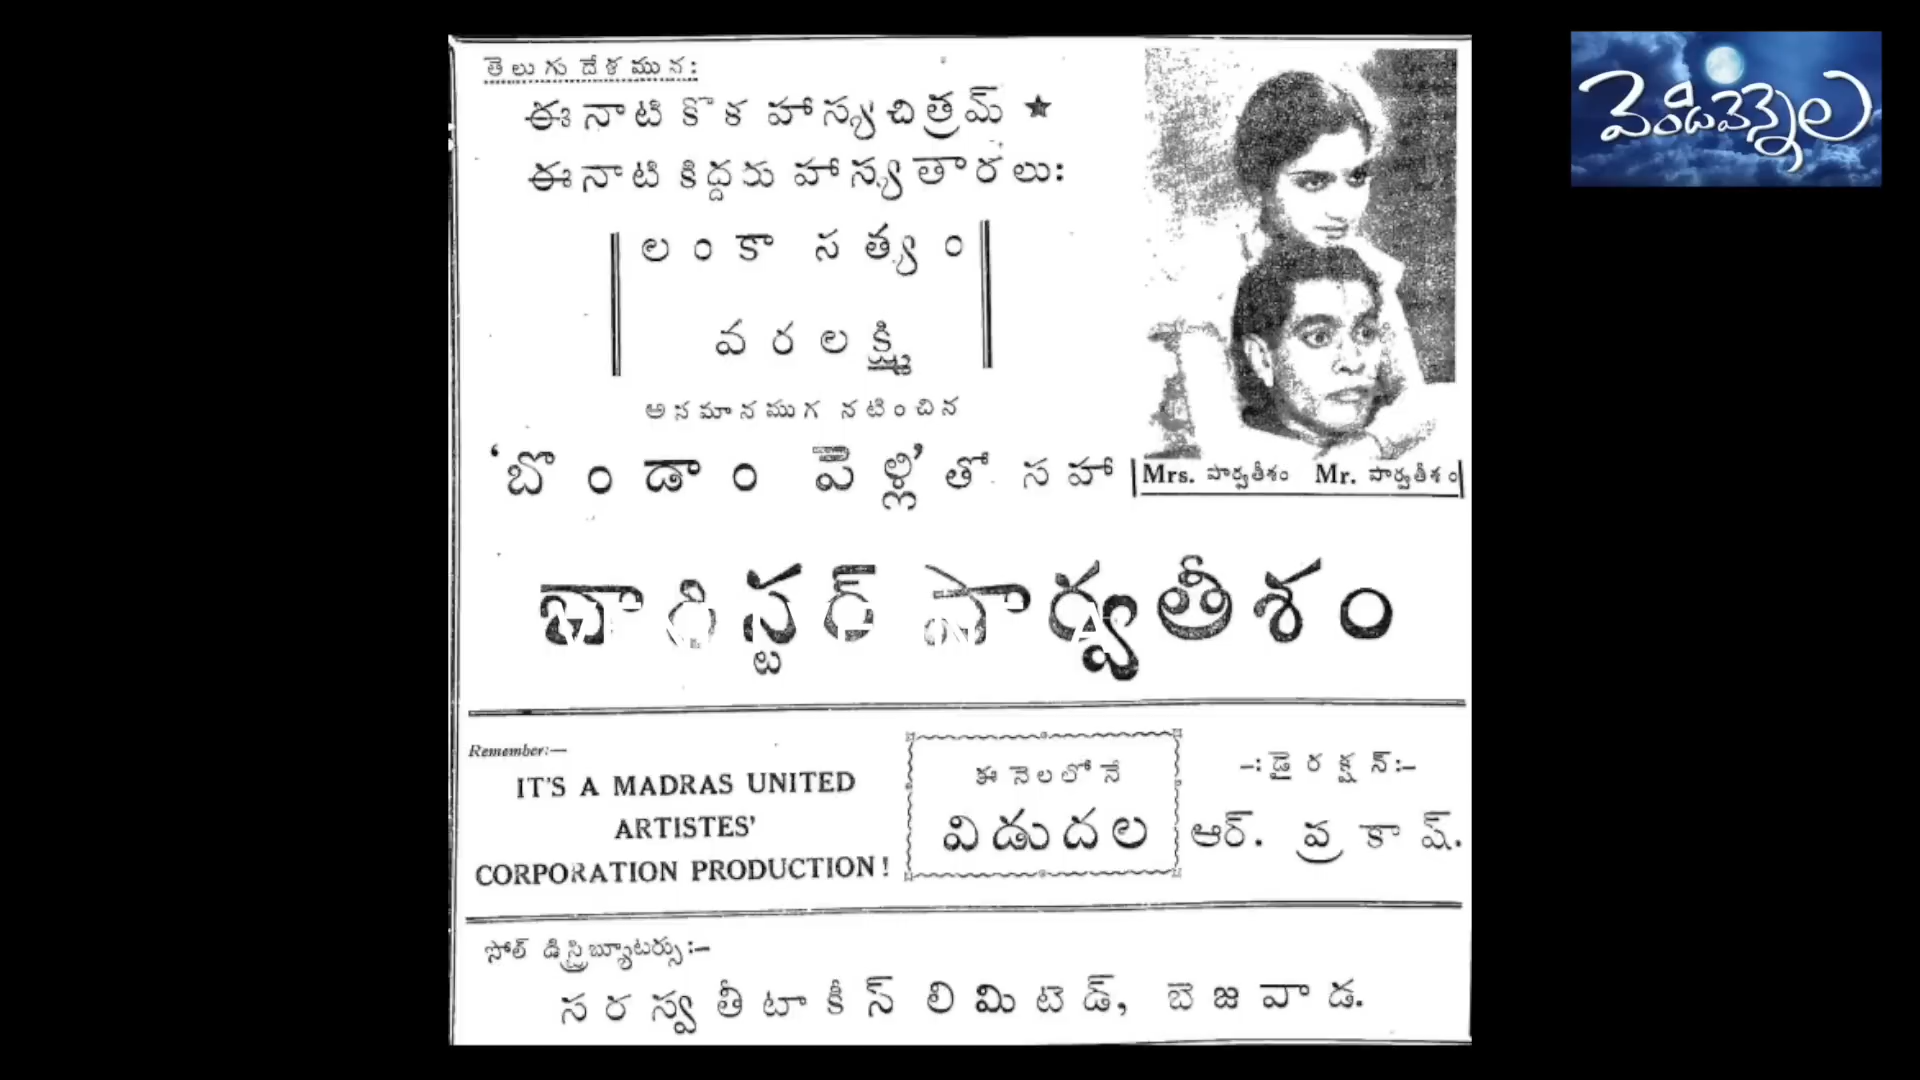 తెలుగు దేశమున:
ఈనాటి కొక హాస్యచిత్రమ్ ★
ఈనాటి కిద్దరు హాస్య తారలు:
లంకా సత్యం
వరలక్ష్మి
అసమానముగ నటించిన
'బొండాం పెళ్లి' తో సహా
Mrs. పార్వతీశం Mr. పార్వతీశం
బారిస్టర్ పార్వతీశం
Remember:—
IT'S A MADRAS UNITED
ARTISTES'
CORPORATION PRODUCTION!
ఈ నెలలోనే
విడుదల
-: డైరక్షన్ :-
ఆర్. ప్రకాష్.
సోల్ డిస్ట్రిబ్యూటర్సు:—
సరస్వతీ టాకీస్ లిమిటెడ్, బెజవాడ.
వెండివెన్నెల